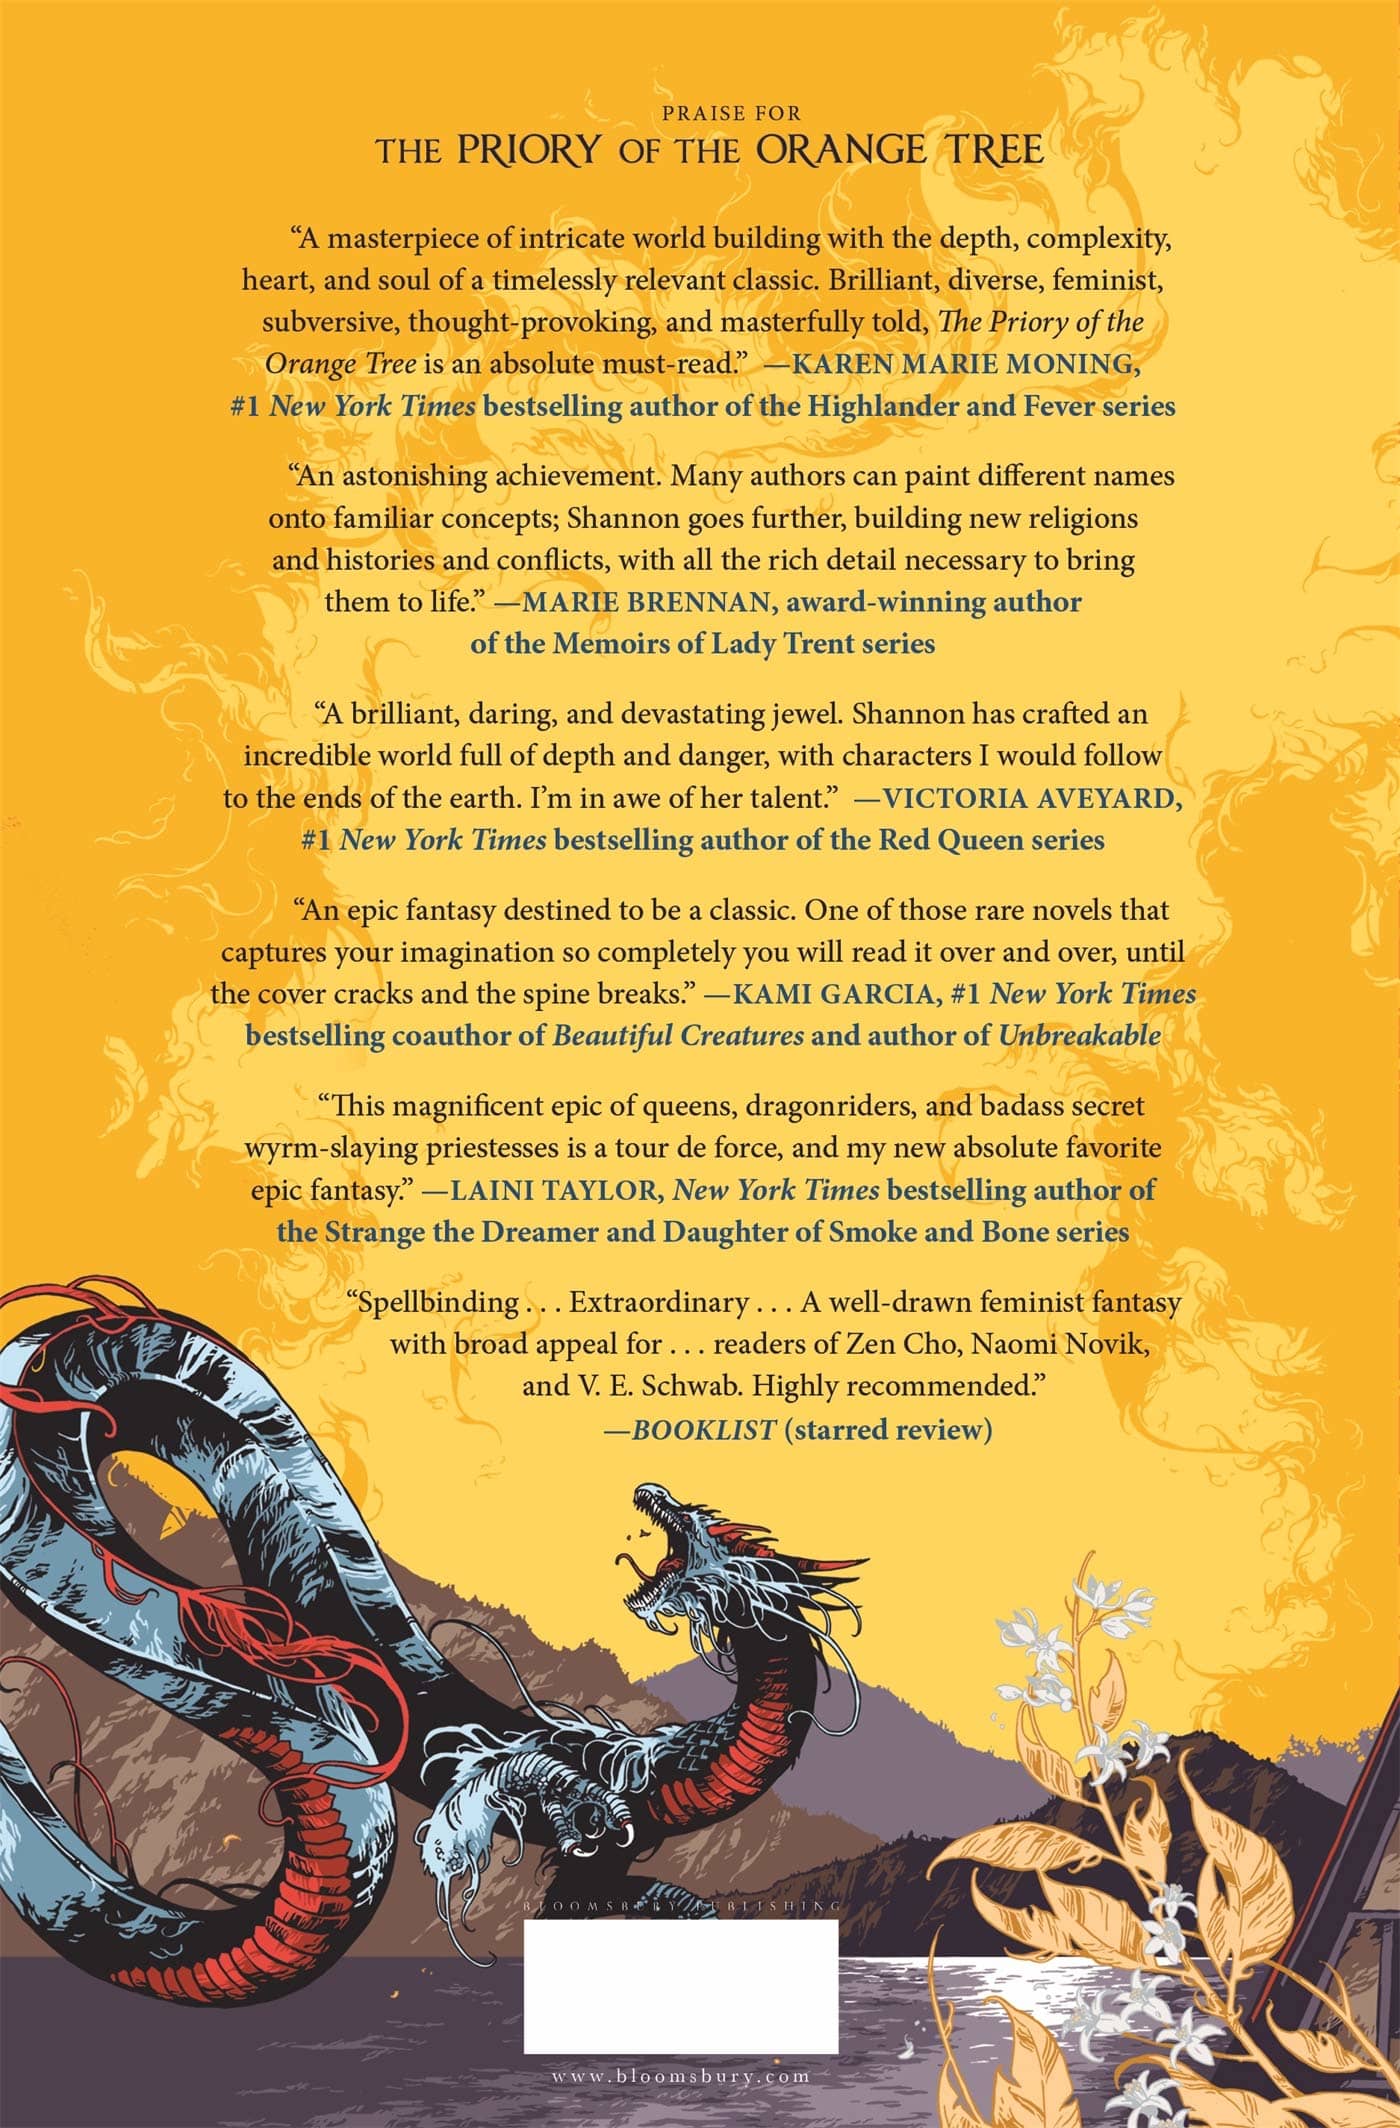 PRAISE FOR
THE PRIORY OF THE ORANGE TREE
“A masterpiece of intricate world building with the depth, complexity,
heart, and soul of a timelessly relevant classic. Brilliant, diverse, feminist,
subversive, thought-provoking, and masterfully told, The Priory of the
Orange Tree is an absolute must-read.” —KAREN MARIE MONING,
#1 New York Times bestselling author of the Highlander and Fever series
“An astonishing achievement. Many authors can paint different names
onto familiar concepts; Shannon goes further, building new religions
and histories and conflicts, with all the rich detail necessary to bring
them to life.” —MARIE BRENNAN, award-winning author
of the Memoirs of Lady Trent series
“A brilliant, daring, and devastating jewel. Shannon has crafted an
incredible world full of depth and danger, with characters I would follow
to the ends of the earth. I’m in awe of her talent.” —VICTORIA AVEYARD,
#1 New York Times bestselling author of the Red Queen series
“An epic fantasy destined to be a classic. One of those rare novels that
captures your imagination so completely you will read it over and over, until
the cover cracks and the spine breaks.” —KAMI GARCIA, #1 New York Times
bestselling coauthor of Beautiful Creatures and author of Unbreakable
“This magnificent epic of queens, dragonriders, and badass secret
wyrm-slaying priestesses is a tour de force, and my new absolute favorite
epic fantasy.” —LAINI TAYLOR, New York Times bestselling author of
the Strange the Dreamer and Daughter of Smoke and Bone series
“Spellbinding . . . Extraordinary . . . A well-drawn feminist fantasy
with broad appeal for . . . readers of Zen Cho, Naomi Novik,
and V. E. Schwab. Highly recommended.”
—BOOKLIST (starred review)
BLOOMSBURY PUBLISHING
www.bloomsbury.com